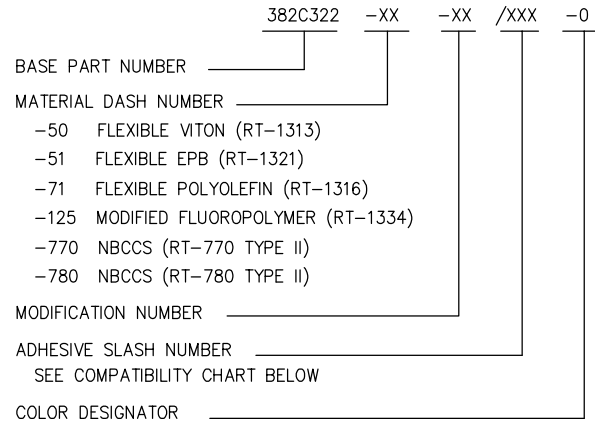 382C322 -XX -XX /XXX -0
BASE PART NUMBER
MATERIAL DASH NUMBER
-50 FLEXIBLE VITON (RT-1313)
-51 FLEXIBLE EPB (RT-1321)
-71 FLEXIBLE POLYOLEFIN (RT-1316)
-125 MODIFIED FLUOROPOLYMER (RT-1334)
-770 NBCCS (RT-770 TYPE II)
-780 NBCCS (RT-780 TYPE II)
MODIFICATION NUMBER
ADHESIVE SLASH NUMBER
SEE COMPATIBILITY CHART BELOW
COLOR DESIGNATOR